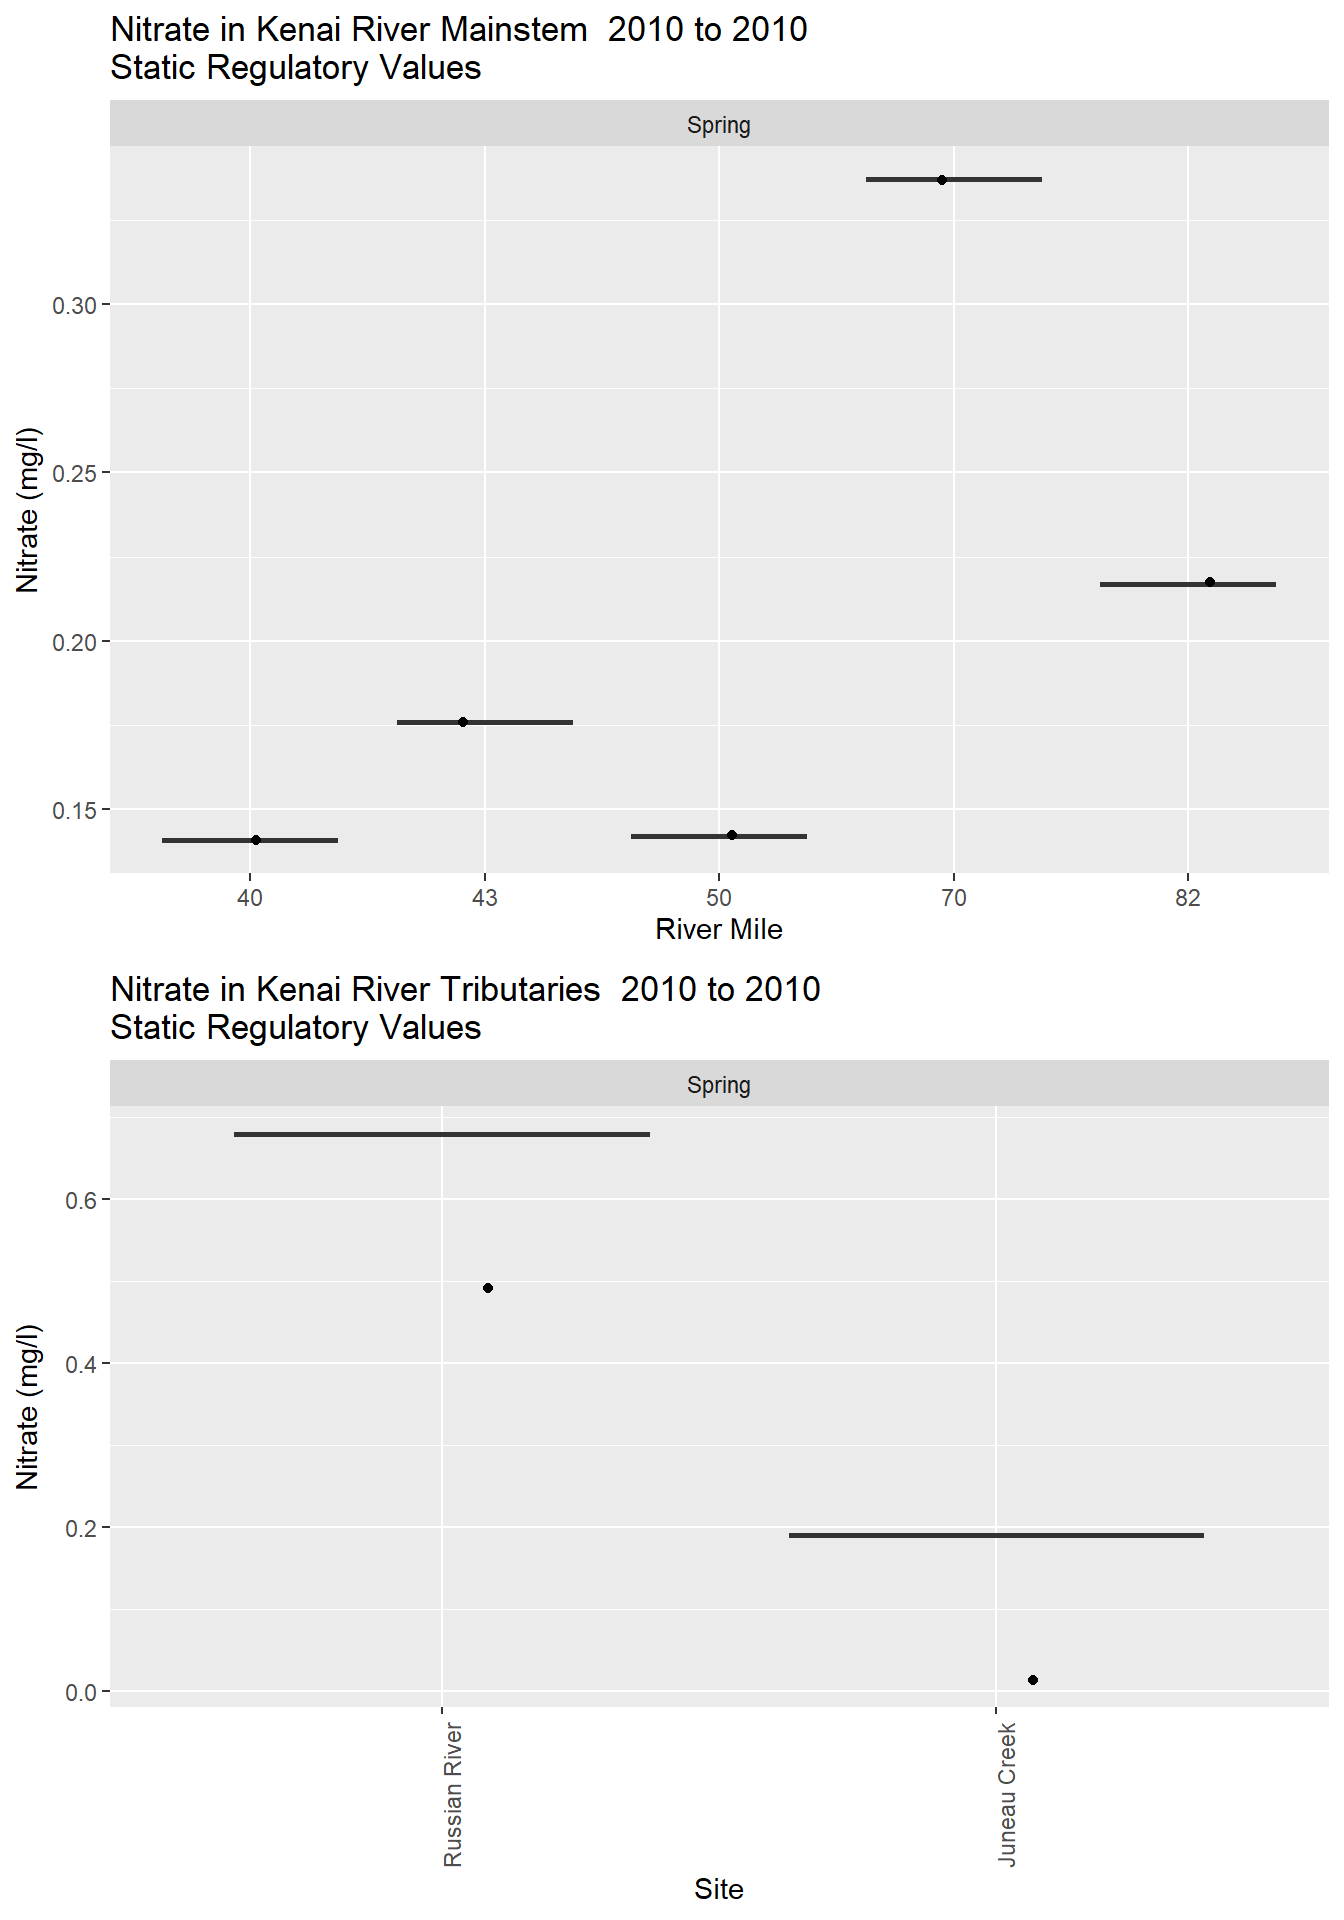 Nitrate in Kenai River Mainstem  2010 to 2010
Static Regulatory Values
Spring
Nitrate (mg/l)
0.30
0.25
0.20
0.15
40 43 50 70 82
River Mile
Nitrate in Kenai River Tributaries  2010 to 2010
Static Regulatory Values
Spring
Nitrate (mg/l)
0.6
0.4
0.2
0.0
Russian River
Juneau Creek
Site